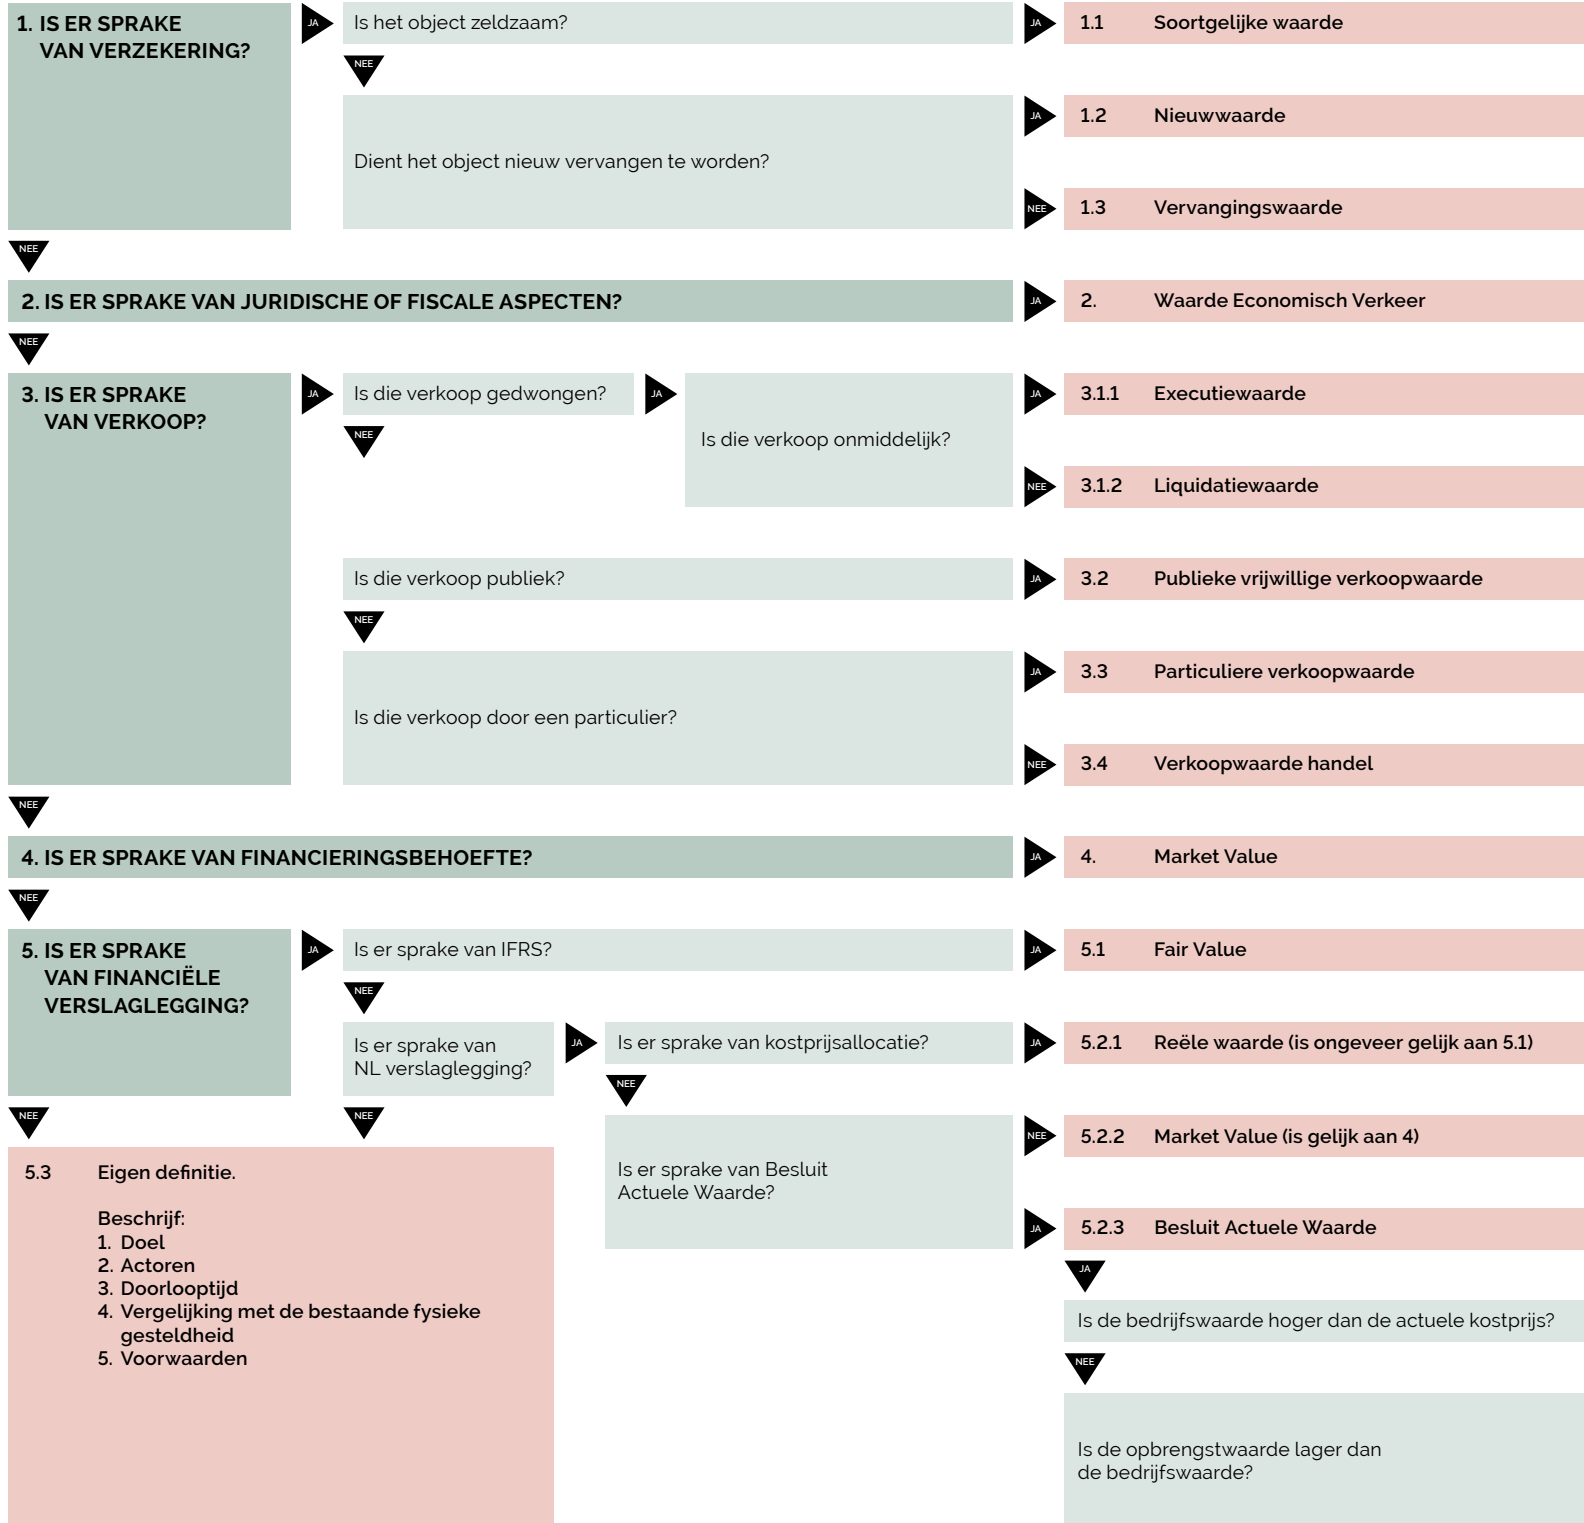 1. IS ER SPRAKE
VAN VERZEKERING?
JA
Is het object zeldzaam?
JA
1.1 Soortgelijke waarde
NEE
Dient het object nieuw vervangen te worden?
JA
1.2 Nieuwwaarde
NEE
1.3 Vervangingswaarde
NEE
2. IS ER SPRAKE VAN JURIDISCHE OF FISCALE ASPECTEN?
JA
2. Waarde Economisch Verkeer
NEE
3. IS ER SPRAKE
VAN VERKOOP?
JA
Is die verkoop gedwongen?
JA
Is die verkoop onmiddelijk?
JA
3.1.1 Executiewaarde
NEE
NEE
3.1.2 Liquidatiewaarde
Is die verkoop publiek?
JA
3.2 Publieke vrijwillige verkoopwaarde
NEE
Is die verkoop door een particulier?
JA
3.3 Particuliere verkoopwaarde
NEE
3.4 Verkoopwaarde handel
NEE
4. IS ER SPRAKE VAN FINANCIERINGSBEHOEFTE?
JA
4. Market Value
NEE
5. IS ER SPRAKE
VAN FINANCIËLE
VERSLAGLEGGING?
JA
Is er sprake van IFRS?
JA
5.1 Fair Value
NEE
Is er sprake van
NL verslaglegging?
JA
Is er sprake van kostprijsallocatie?
JA
5.2.1 Reële waarde (is ongeveer gelijk aan 5.1)
NEE
Is er sprake van Besluit
Actuele Waarde?
NEE
5.2.2 Market Value (is gelijk aan 4)
JA
5.2.3 Besluit Actuele Waarde
JA
Is de bedrijfswaarde hoger dan de actuele kostprijs?
NEE
Is de opbrengstwaarde lager dan
de bedrijfswaarde?
NEE
NEE
5.3 Eigen definitie.
Beschrijf:
1. Doel
2. Actoren
3. Doorlooptijd
4. Vergelijking met de bestaande fysieke
gesteldheid
5. Voorwaarden